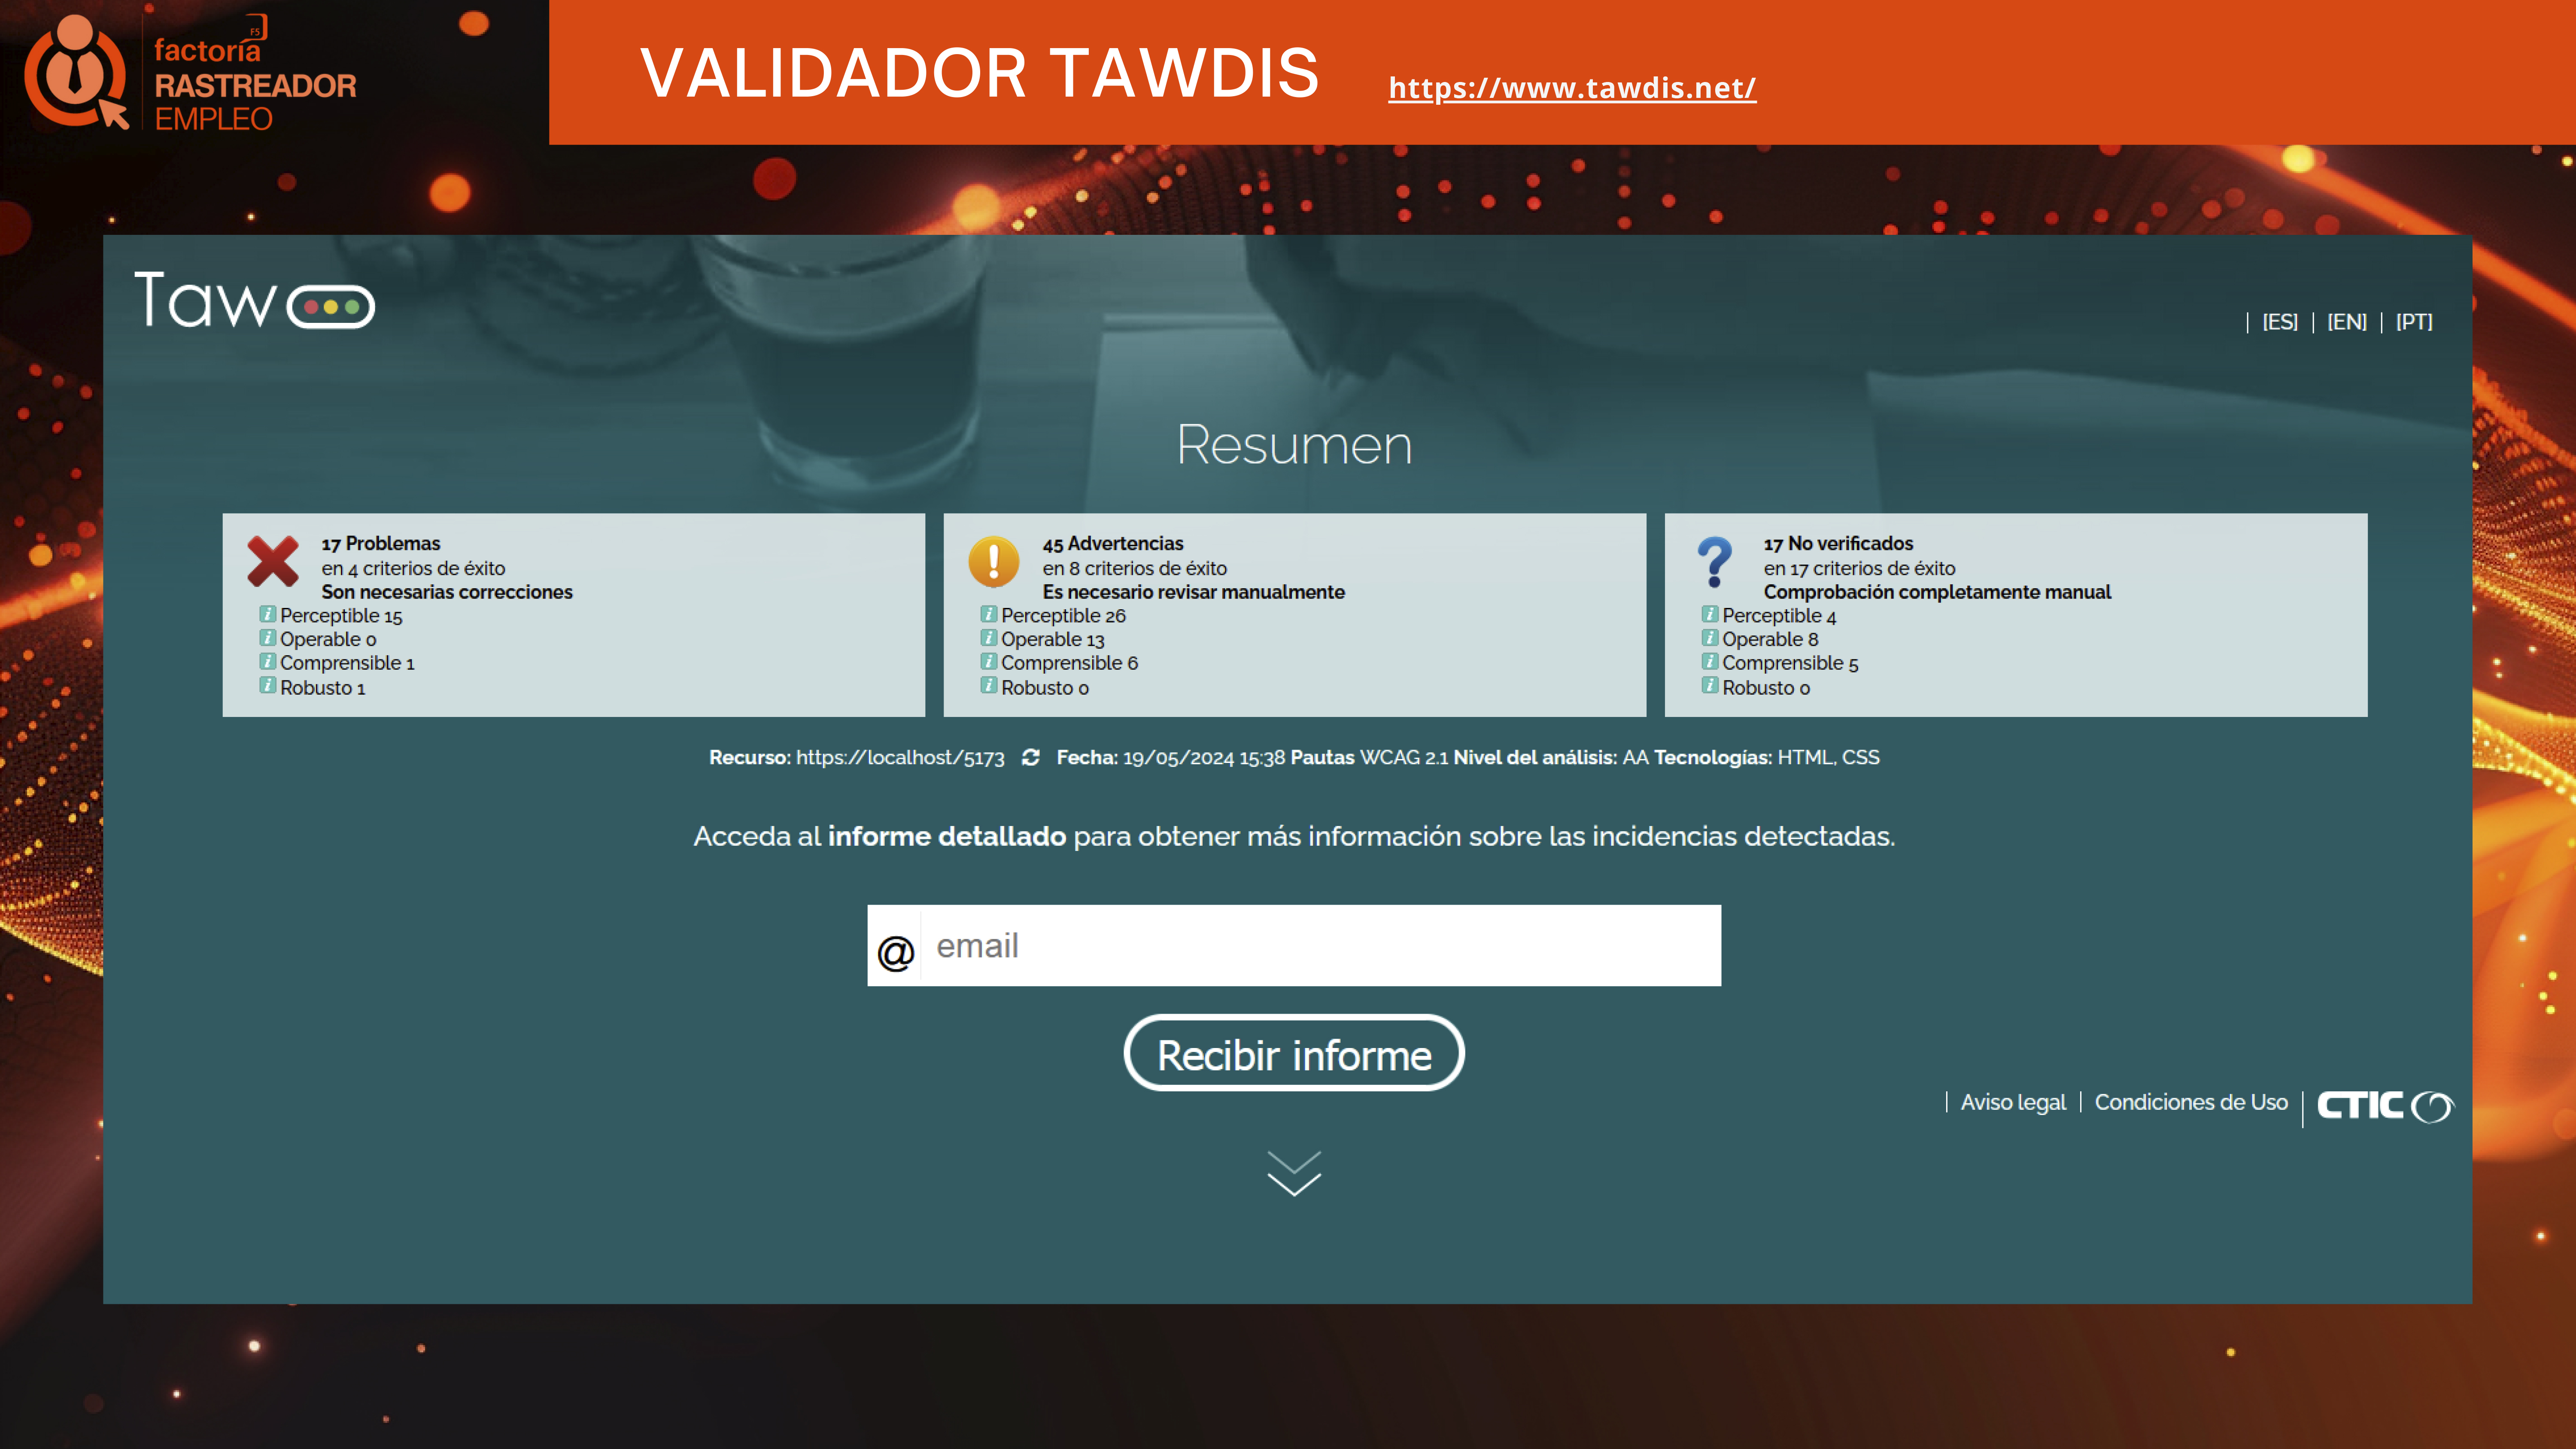 F5
factoría
RASTREADOR
EMPLEO
VALIDADOR TAWDIS
https://www.tawdis.net/
Taw
| [ES] | [EN] | [PT]
Resumen
17 Problemas
en 4 criterios de éxito
Son necesarias correcciones
Perceptible 15
Operable 0
Comprensible 1
Robusto 1
45 Advertencias
en 8 criterios de éxito
Es necesario revisar manualmente
Perceptible 26
Operable 13
Comprensible 6
Robusto 0
17 No verificados
en 17 criterios de éxito
Comprobación completamente manual
Perceptible 4
Operable 8
Comprensible 5
Robusto 0
Recurso: https://localhost/5173 Fecha: 19/05/2024 15:38 Pautas WCAG 2.1 Nivel del análisis: AA Tecnologías: HTML, CSS
Acceda al informe detallado para obtener más información sobre las incidencias detectadas.
@ email
Recibir informe
| Aviso legal | Condiciones de Uso | CTIC